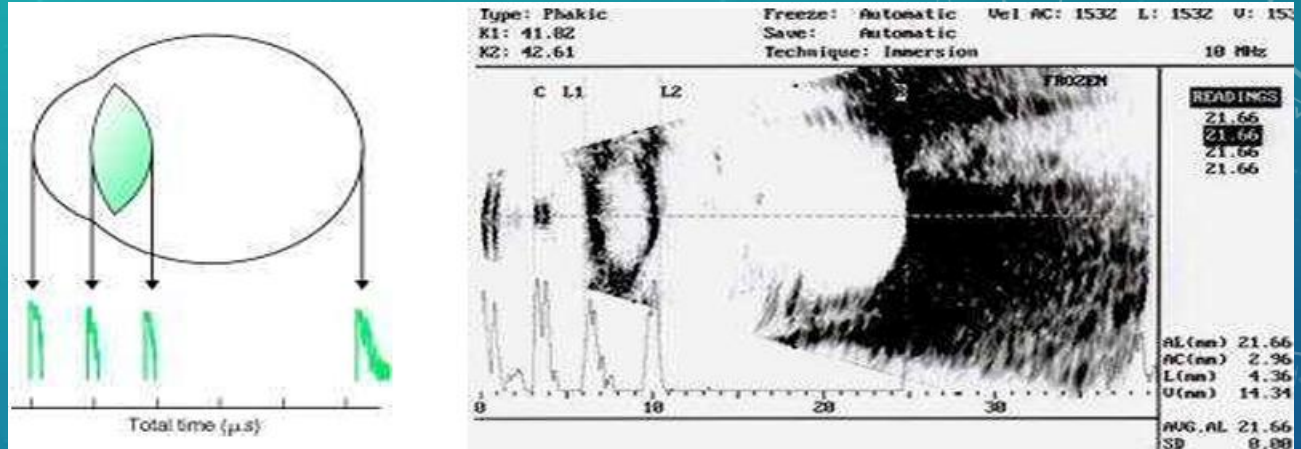 Type: Phakic Freeze: Automatic Vel AC: 1532 L: 1532 V: 153
K1: 41.82 Save: Automatic
K2: 42.61 Technique: Immersion 10 MHz
FROZEN
C L1 L2
READINGS
21.66
21.66
21.66
21.66
AL(mm) 21.66
AC(mm) 2.96
L(mm) 4.36
V(mm) 14.34
0 10 20 30
AVG.AL 21.66
SD 0.00
Total time (μs)